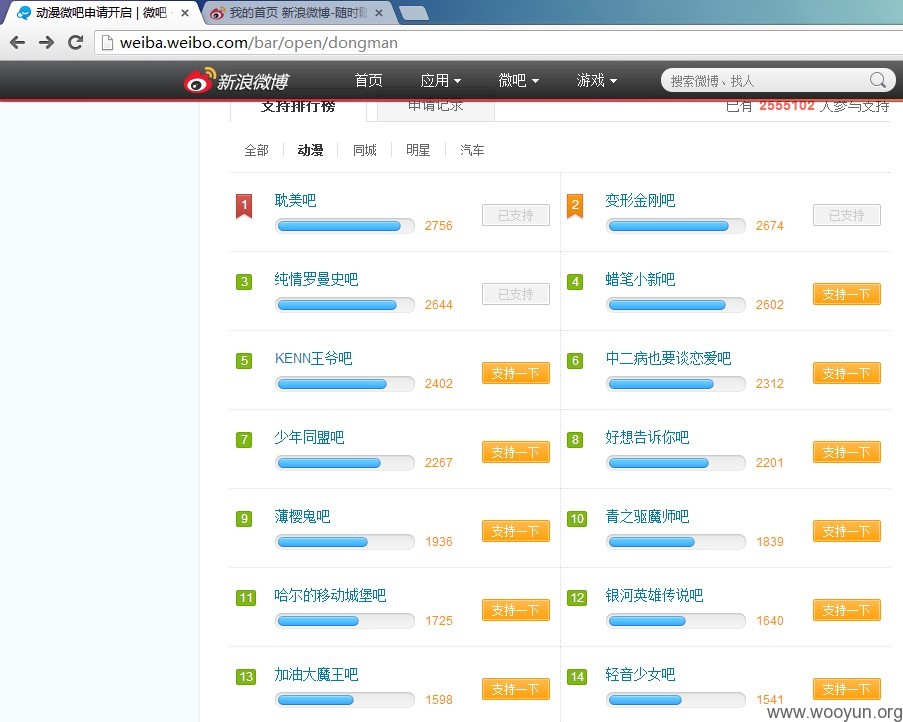 动漫微吧申请开启 | 微吧
我的首页 新浪微博-随时随
weiba.weibo.com/bar/open/dongman
新浪微博 首页 应用 微吧 游戏 搜索微博、找人
支持排行榜 申请记录 已有 2555102 人参与支持
全部 动漫 同城 明星 汽车
1 耽美吧 2756 已支持
2 变形金刚吧 2674 已支持
3 纯情罗曼史吧 2644 已支持
4 蜡笔小新吧 2602 支持一下
5 KENN王爷吧 2402 支持一下
6 中二病也要谈恋爱吧 2312 支持一下
7 少年同盟吧 2267 支持一下
8 好想告诉你吧 2201 支持一下
9 薄樱鬼吧 1936 支持一下
10 青之驱魔师吧 1839 支持一下
11 哈尔的移动城堡吧 1725 支持一下
12 银河英雄传说吧 1640 支持一下
13 加油大魔王吧 1598 支持一下
14 轻音少女吧 1541 支持一下
www.wooyun.org